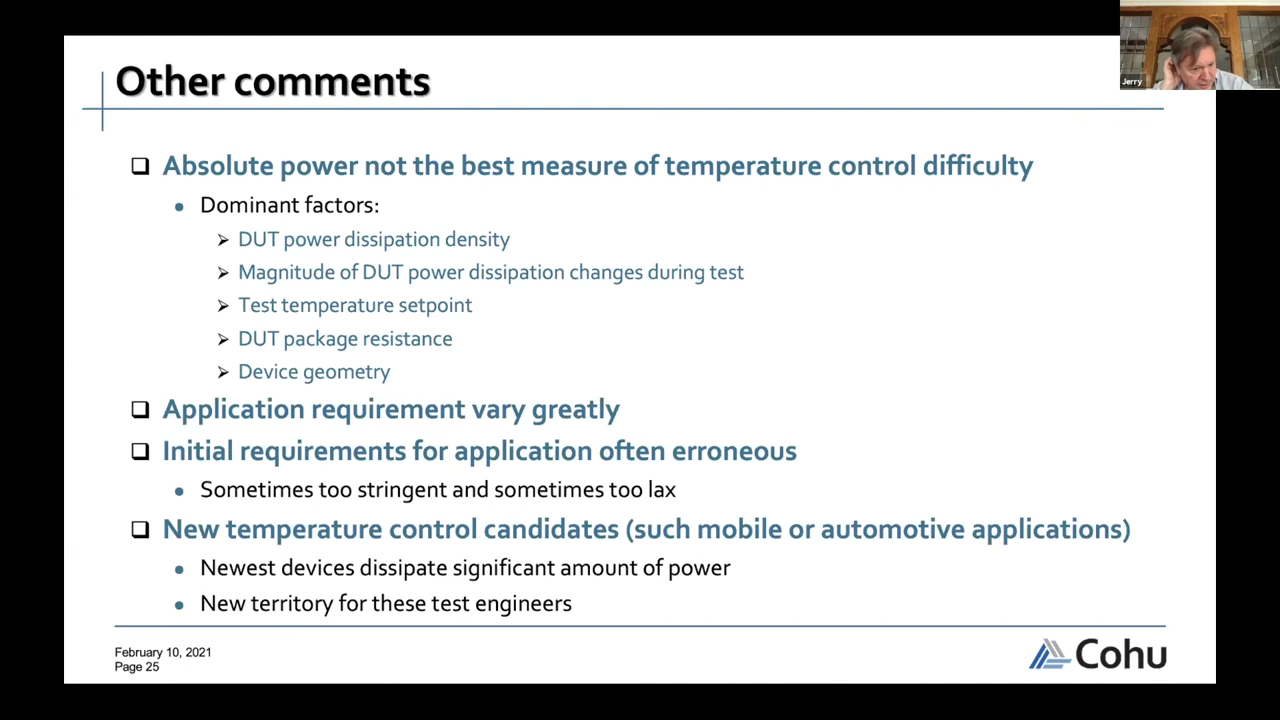 Other comments
Absolute power not the best measure of temperature control difficulty
Dominant factors:
DUT power dissipation density
Magnitude of DUT power dissipation changes during test
Test temperature setpoint
DUT package resistance
Device geometry
Application requirement vary greatly
Initial requirements for application often erroneous
Sometimes too stringent and sometimes too lax
New temperature control candidates (such mobile or automotive applications)
Newest devices dissipate significant amount of power
New territory for these test engineers
February 10, 2021
Page 25
Cohu
Jerry